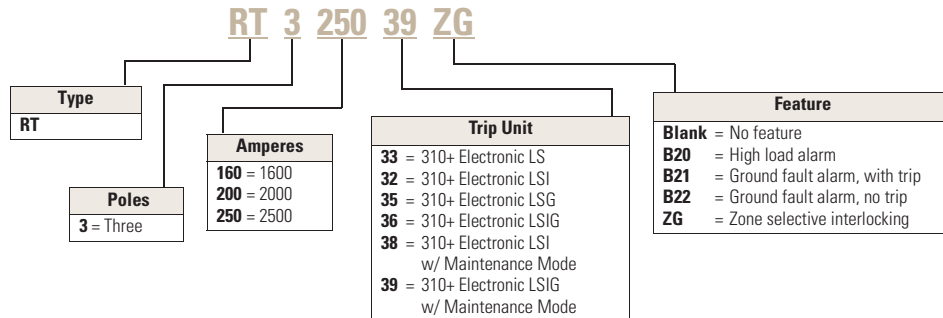 RT 3 250 39 ZG
Type
RT
Poles
3 = Three
Amperes
160 = 1600
200 = 2000
250 = 2500
Trip Unit
33 = 310+ Electronic LS
32 = 310+ Electronic LSI
35 = 310+ Electronic LSG
36 = 310+ Electronic LSIG
38 = 310+ Electronic LSI
w/ Maintenance Mode
39 = 310+ Electronic LSIG
w/ Maintenance Mode
Feature
Blank = No feature
B20 = High load alarm
B21 = Ground fault alarm, with trip
B22 = Ground fault alarm, no trip
ZG = Zone selective interlocking